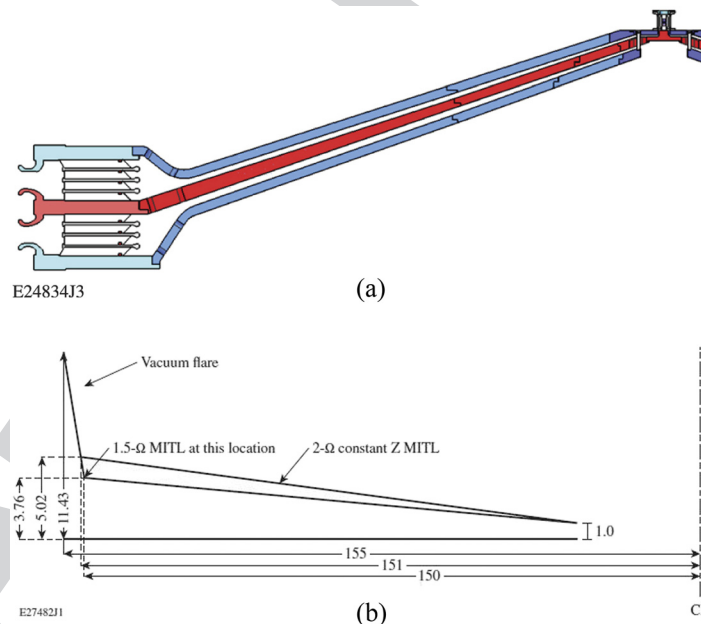 E24834J3
(a)
Vacuum flare
1.5-Ω MITL at this location
2-Ω constant Z MITL
3.76
5.02
11.43
1.0
155
151
150
E27482J1
(b)